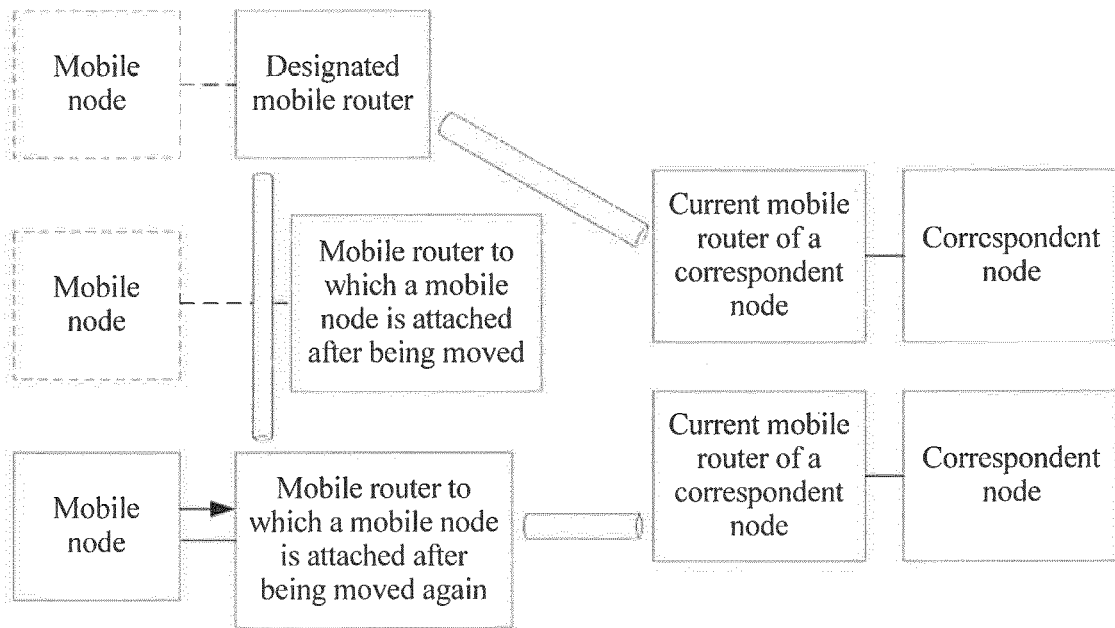 Mobile
node
Designated
mobile router
Current mobile
router of a
correspondent
node
Correspondent
node
Mobile
node
Mobile router to
which a mobile
node is attached
after being moved
Mobile
node
Mobile router to
which a mobile node
is attached after
being moved again
Current mobile
router of a
correspondent
node
Correspondent
node